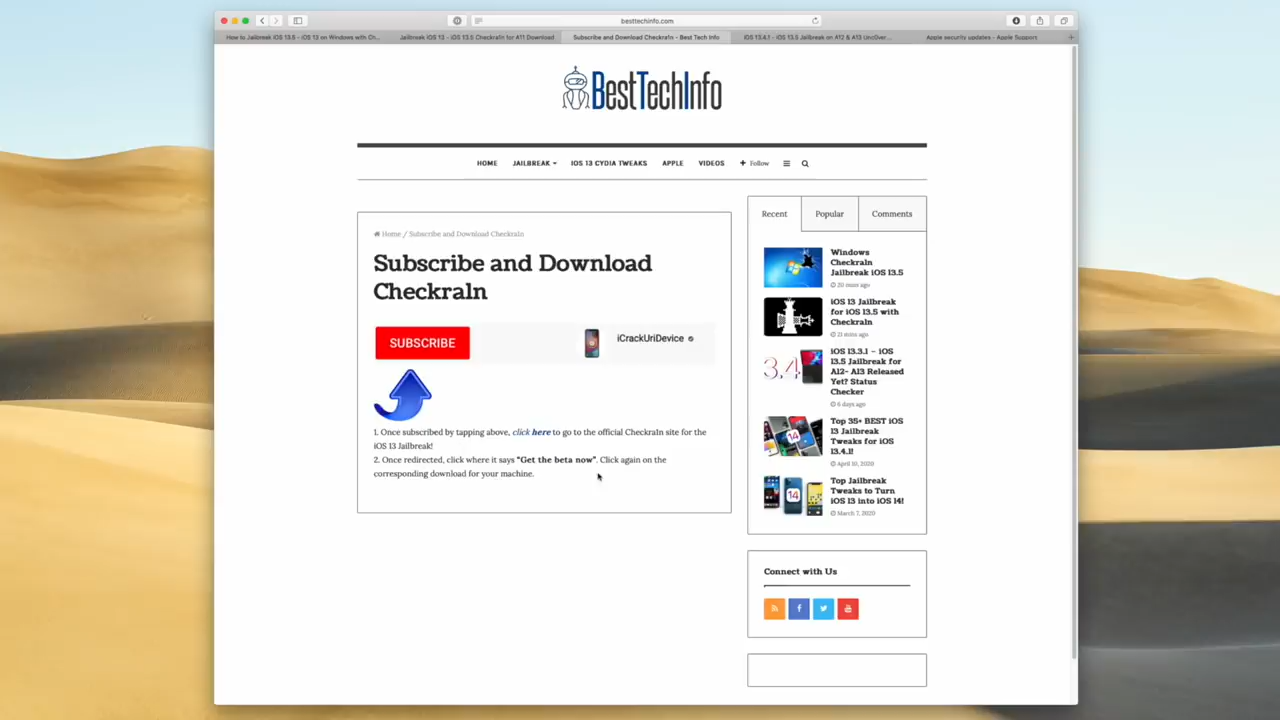 besttechinfo.com
How to Jailbreak iOS 13.5 - iOS 13 on Windows with Ch...
Jailbreak iOS 13 - iOS 13.5 Checkra1n for A11 Download
Subscribe and Download Checkra1n - Best Tech Info
iOS 13.4.1 - iOS 13.5 Jailbreak on A12 & A13 Unc0ver...
Apple security updates - Apple Support
BestTechInfo
HOME
JAILBREAK
IOS 13 CYDIA TWEAKS
APPLE
VIDEOS
+ Follow
Home / Subscribe and Download Checkra1n
Subscribe and Download
Checkra1n
SUBSCRIBE
iCrackUriDevice
1. Once subscribed by tapping above, click here to go to the official Checkra1n site for the
iOS 13 Jailbreak!
2. Once redirected, click where it says “Get the beta now”. Click again on the
corresponding download for your machine.
Recent
Popular
Comments
Windows
Checkra1n
Jailbreak iOS 13.5
20 mins ago
iOS 13 Jailbreak
for iOS 13.5 with
Checkra1n
21 mins ago
3.4.
iOS 13.3.1 – iOS
13.5 Jailbreak for
A12- A13 Released
Yet? Status
Checker
6 days ago
14
Top 35+ BEST iOS
13 Jailbreak
Tweaks for iOS
13.4.1!
April 10, 2020
14
Top Jailbreak
Tweaks to Turn
iOS 13 into iOS 14!
March 7, 2020
Connect with Us